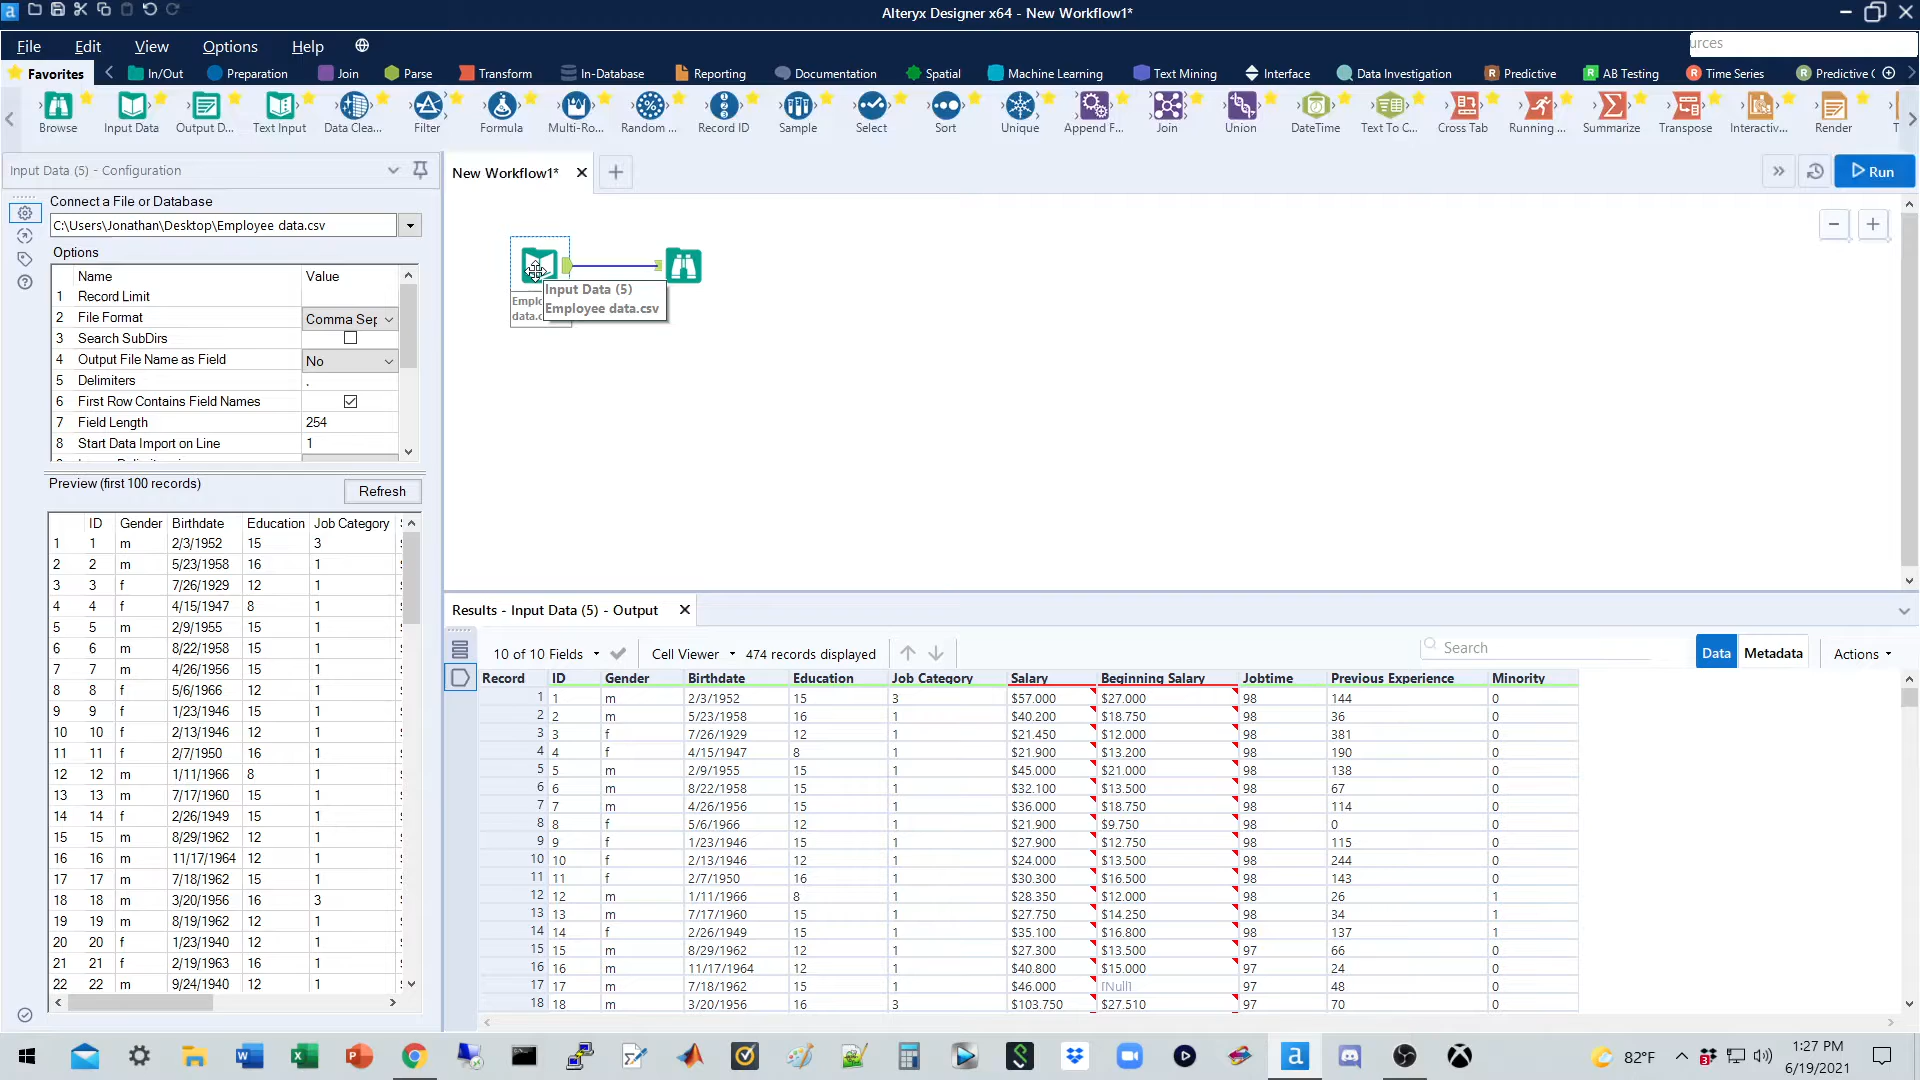 Alteryx Designer x64 - New Workflow1*
File Edit View Options Help
urces
Favorites In/Out Preparation Join Parse Transform In-Database Reporting Documentation Spatial Machine Learning Text Mining Interface Data Investigation Predictive AB Testing Time Series Predictive
Browse Input Data Output D... Text Input Data Clea... Filter Formula Multi-Ro... Random ... Record ID Sample Select Sort Unique Append F... Join Union DateTime Text To C... Cross Tab Running ... Summarize Transpose Interactiv... Render
Input Data (5) - Configuration
Connect a File or Database
C:\Users\Jonathan\Desktop\Employee data.csv
Options
Name Value
1 Record Limit
2 File Format Comma Sep
3 Search SubDirs
4 Output File Name as Field No
5 Delimiters ,
6 First Row Contains Field Names
7 Field Length 254
8 Start Data Import on Line 1
Preview (first 100 records)
Refresh
ID Gender Birthdate Education Job Category
1 1 m 2/3/1952 15 3
2 2 m 5/23/1958 16 1
3 3 f 7/26/1929 12 1
4 4 f 4/15/1947 8 1
5 5 m 2/9/1955 15 1
6 6 m 8/22/1958 15 1
7 7 m 4/26/1956 15 1
8 8 f 5/6/1966 12 1
9 9 f 1/23/1946 15 1
10 10 f 2/13/1946 12 1
11 11 f 2/7/1950 16 1
12 12 m 1/11/1966 8 1
13 13 m 7/17/1960 15 1
14 14 f 2/26/1949 15 1
15 15 m 8/29/1962 12 1
16 16 m 11/17/1964 12 1
17 17 m 7/18/1962 15 1
18 18 m 3/20/1956 16 3
19 19 m 8/19/1962 12 1
20 20 f 1/23/1940 12 1
21 21 f 2/19/1963 16 1
22 22 m 9/24/1940 12 1
New Workflow1*
Run
Emplo
data.c
Input Data (5)
Employee data.csv
Results - Input Data (5) - Output
10 of 10 Fields Cell Viewer 474 records displayed Search Data Metadata Actions
Record ID Gender Birthdate Education Job Category Salary Beginning Salary Jobtime Previous Experience Minority
1 1 m 2/3/1952 15 3 $57.000 $27.000 98 144 0
2 2 m 5/23/1958 16 1 $40.200 $18.750 98 36 0
3 3 f 7/26/1929 12 1 $21.450 $12.000 98 381 0
4 4 f 4/15/1947 8 1 $21.900 $13.200 98 190 0
5 5 m 2/9/1955 15 1 $45.000 $21.000 98 138 0
6 6 m 8/22/1958 15 1 $32.100 $13.500 98 67 0
7 7 m 4/26/1956 15 1 $36.000 $18.750 98 114 0
8 8 f 5/6/1966 12 1 $21.900 $9.750 98 0 0
9 9 f 1/23/1946 15 1 $27.900 $12.750 98 115 0
10 10 f 2/13/1946 12 1 $24.000 $13.500 98 244 0
11 11 f 2/7/1950 16 1 $30.300 $16.500 98 143 0
12 12 m 1/11/1966 8 1 $28.350 $12.000 98 26 1
13 13 m 7/17/1960 15 1 $27.750 $14.250 98 34 1
14 14 f 2/26/1949 15 1 $35.100 $16.800 98 137 1
15 15 m 8/29/1962 12 1 $27.300 $13.500 97 66 0
16 16 m 11/17/1964 12 1 $40.800 $15.000 97 24 0
17 17 m 7/18/1962 15 1 $46.000 [Null] 97 48 0
18 18 m 3/20/1956 16 3 $103.750 $27.510 97 70 0
82°F
1:27 PM
6/19/2021